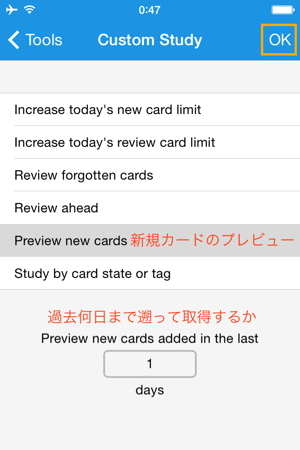 0:47
Tools
Custom Study
OK
Increase today's new card limit
Increase today's review card limit
Review forgotten cards
Review ahead
Preview new cards 新規カードのプレビュー
Study by card state or tag
過去何日まで遡って取得するか
Preview new cards added in the last
1
days